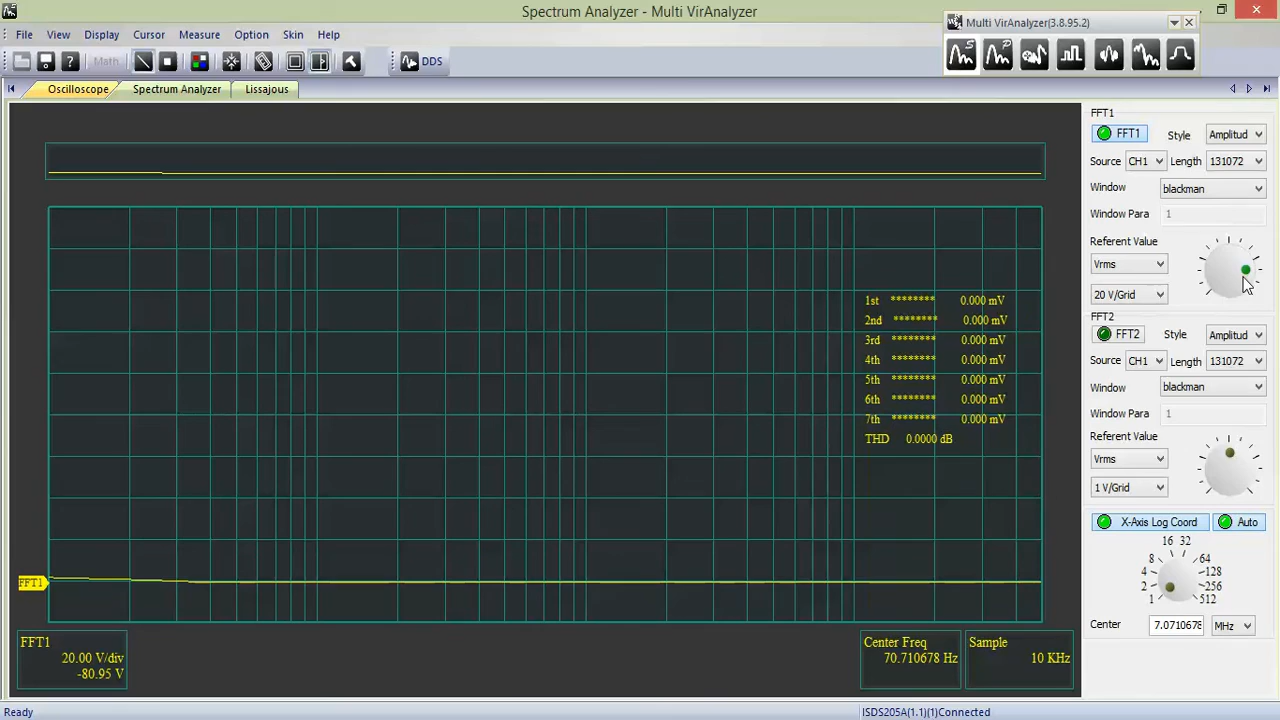 Spectrum Analyzer - Multi VirAnalyzer
File View Display Cursor Measure Option Skin Help
Multi VirAnalyzer(3.8.95.2)
Math
DDS
Oscilloscope Spectrum Analyzer Lissajous
FFT1
FFT1 Style Amplitud
Source CH1 Length 131072
Window blackman
Window Para 1
Referent Value
Vrms
20 V/Grid
1st ******** 0.000 mV
2nd ******** 0.000 mV
3rd ******** 0.000 mV
4th ******** 0.000 mV
5th ******** 0.000 mV
6th ******** 0.000 mV
7th ******** 0.000 mV
THD 0.0000 dB
FFT2
FFT2 Style Amplitud
Source CH1 Length 131072
Window blackman
Window Para 1
Referent Value
Vrms
1 V/Grid
X-Axis Log Coord Auto
16 32
8 64
4 -128
2 -256
1 512
Center 7.0710678 MHz
FFT1
FFT1
20.00 V/div
-80.95 V
Center Freq
70.710678 Hz
Sample
10 KHz
Ready ISDS205A(1.1)(1)Connected